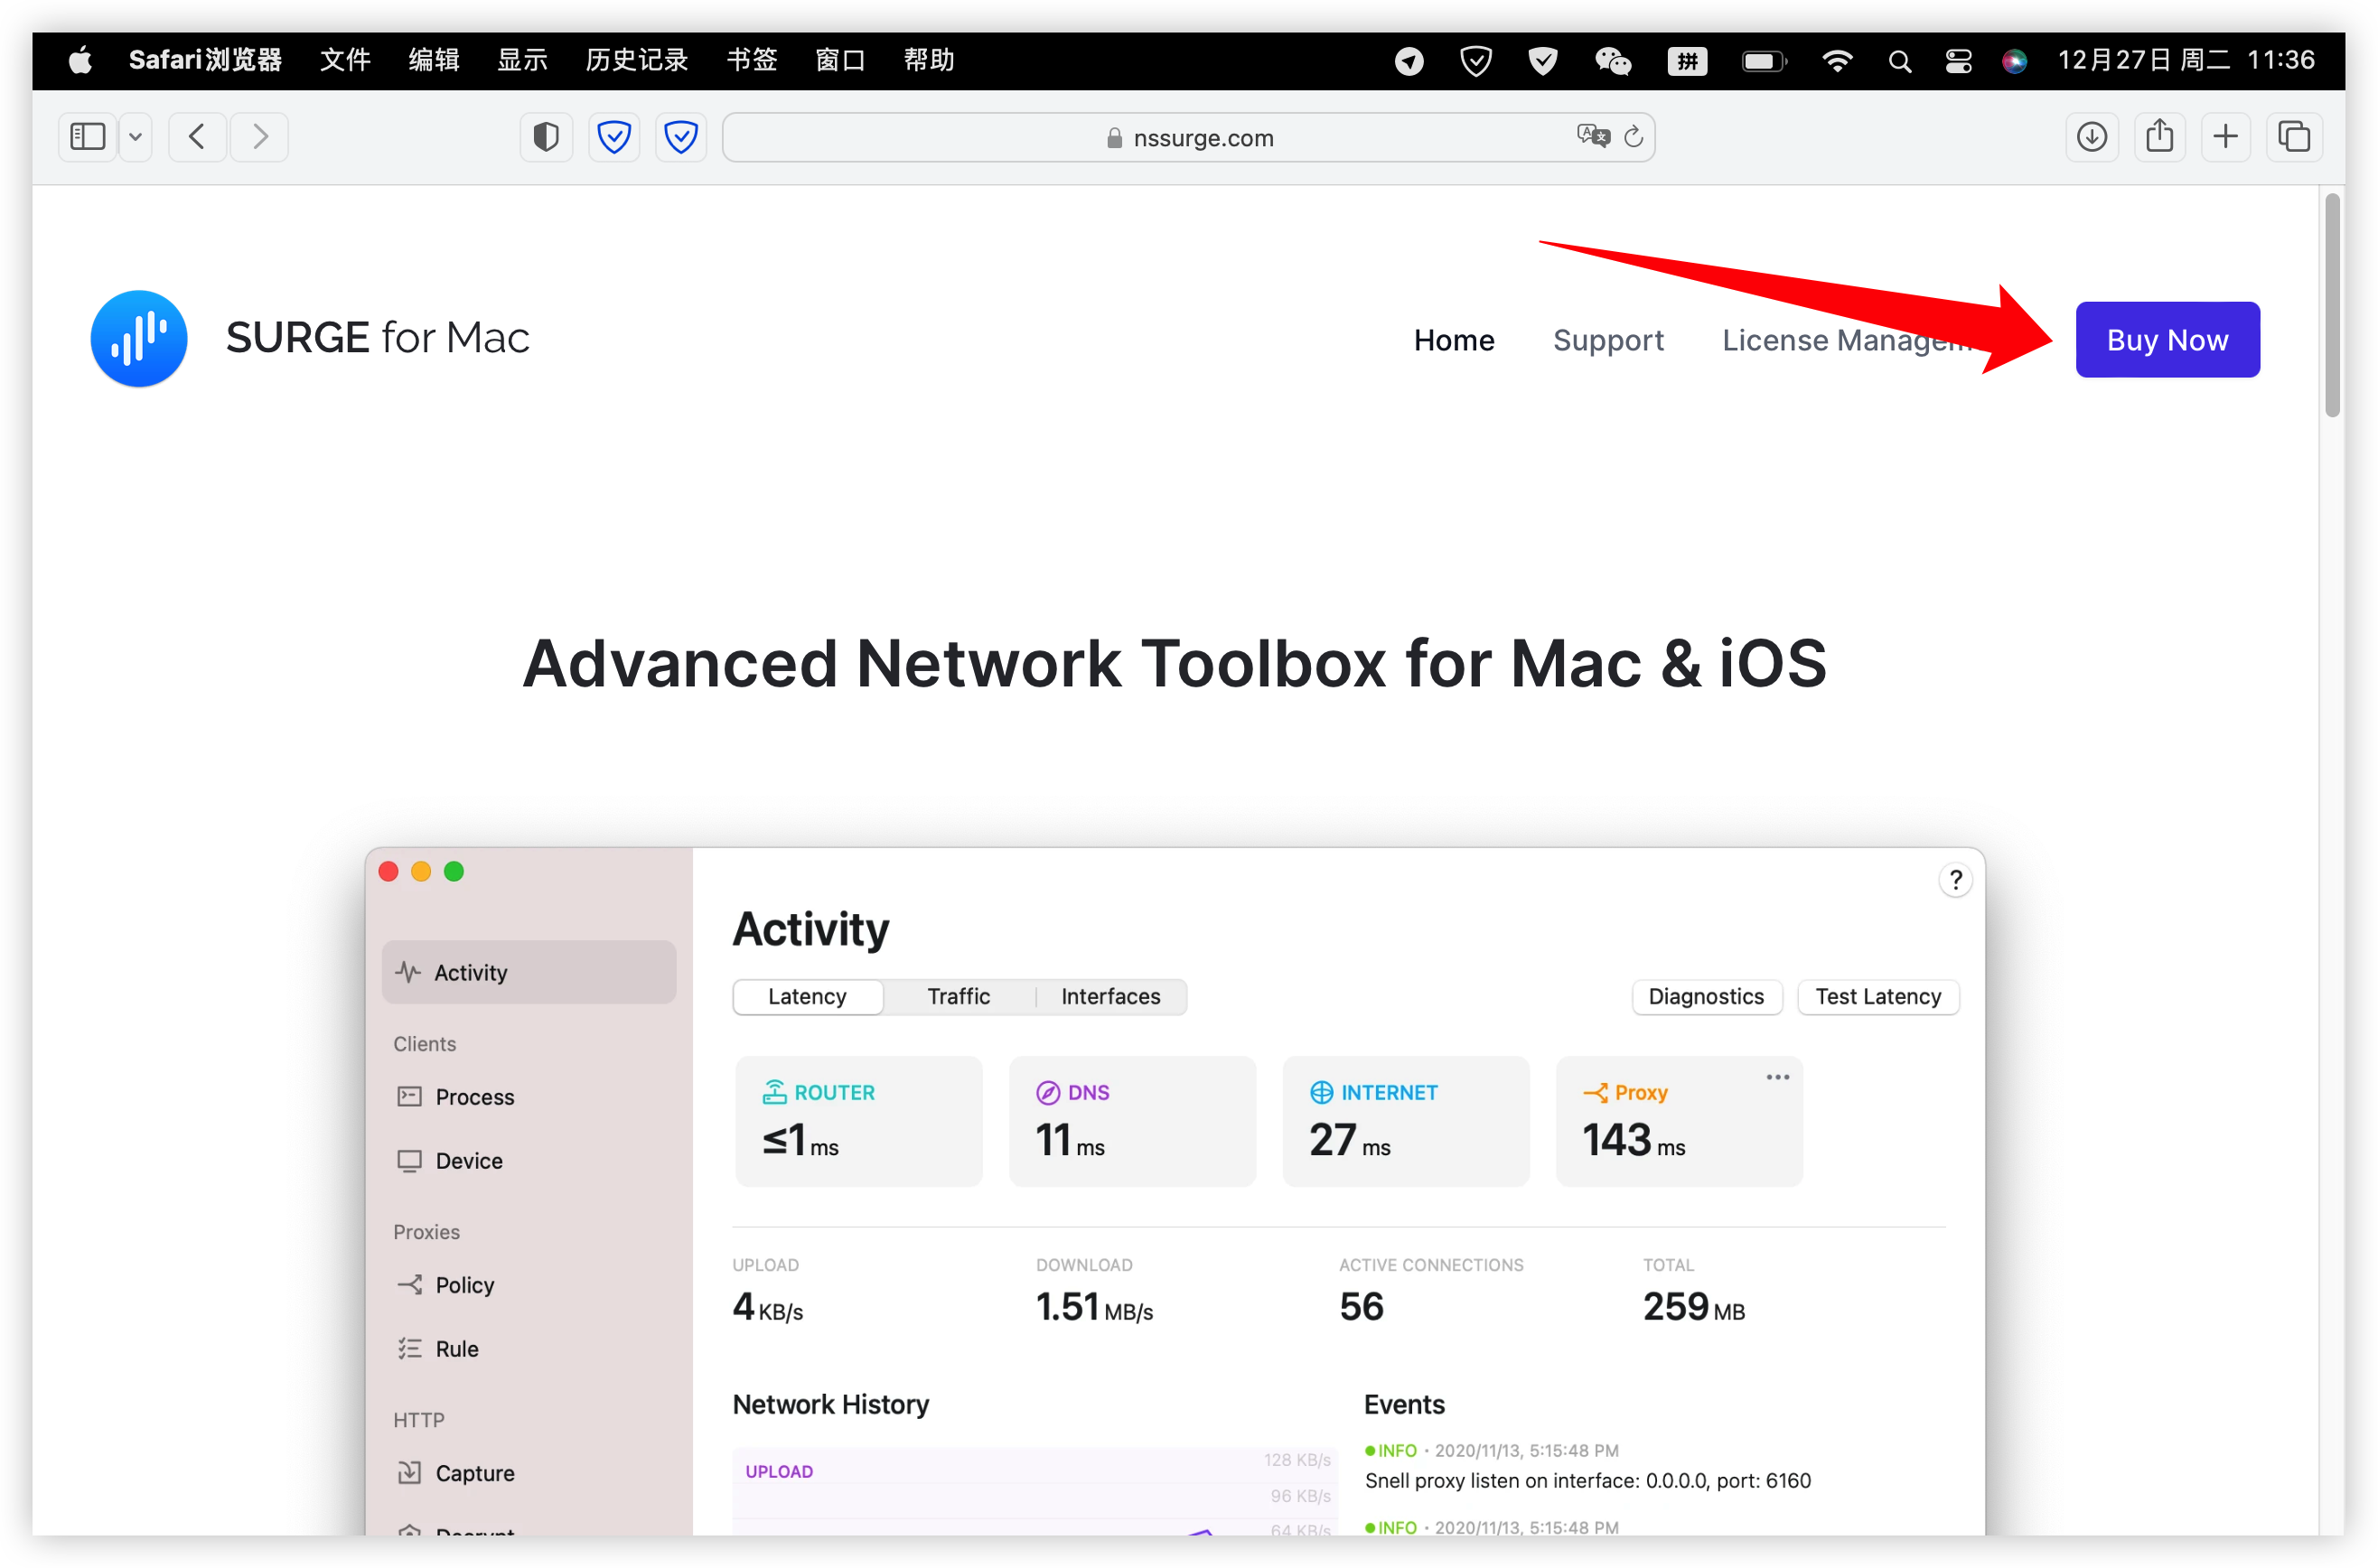 Safari浏览器 文件 编辑 显示 历史记录 书签 窗口 帮助 拼 12月27日 周二 11:36
nssurge.com
SURGE for Mac
Home Support License Managem Buy Now
Advanced Network Toolbox for Mac & iOS
?
Activity
Activity
Latency Traffic Interfaces Diagnostics Test Latency
Clients
Process
Device
Proxies
Policy
Rule
HTTP
Capture
ROUTER
≤1 ms
DNS
11 ms
INTERNET
27 ms
Proxy
143 ms
UPLOAD
4 KB/s
DOWNLOAD
1.51 MB/s
ACTIVE CONNECTIONS
56
TOTAL
259 MB
Network History
UPLOAD
128 KB/s
96 KB/s
64 KB/s
Events
INFO · 2020/11/13, 5:15:48 PM
Snell proxy listen on interface: 0.0.0.0, port: 6160
INFO · 2020/11/13, 5:15:48 PM